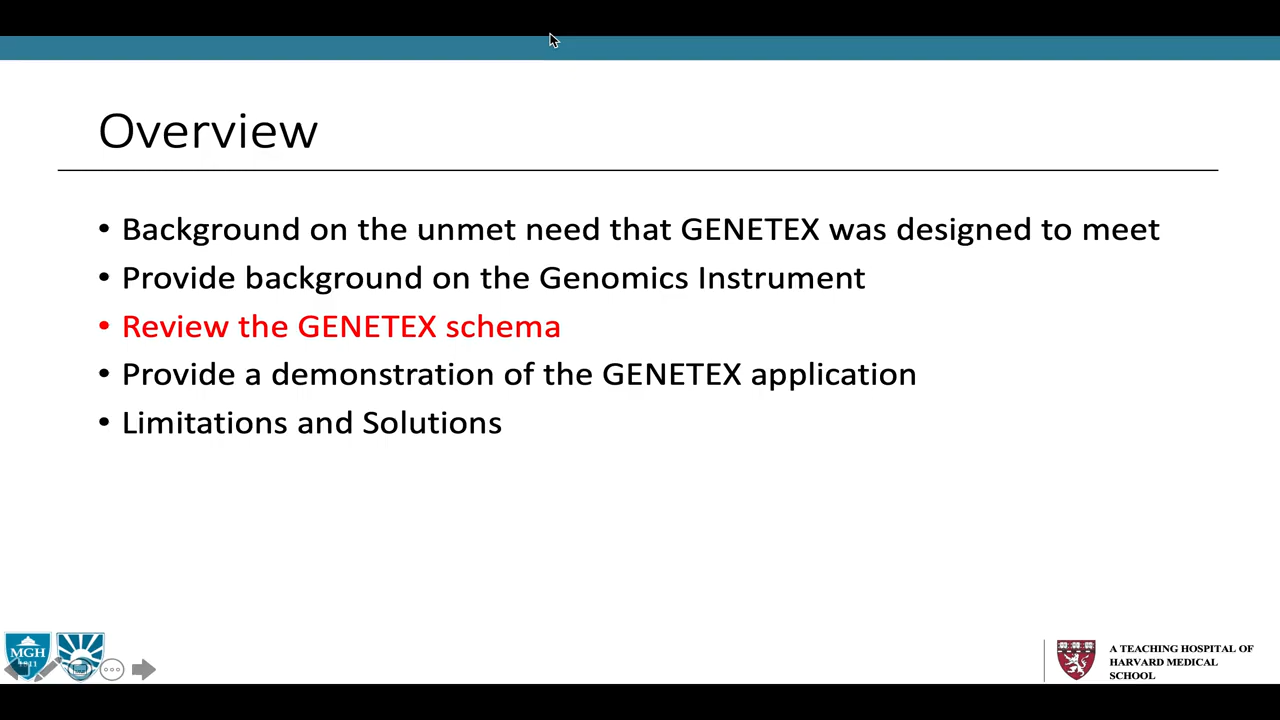 Overview
• Background on the unmet need that GENETEX was designed to meet
• Provide background on the Genomics Instrument
• Review the GENETEX schema
• Provide a demonstration of the GENETEX application
• Limitations and Solutions
MGH
1811
A TEACHING HOSPITAL OF
HARVARD MEDICAL
SCHOOL